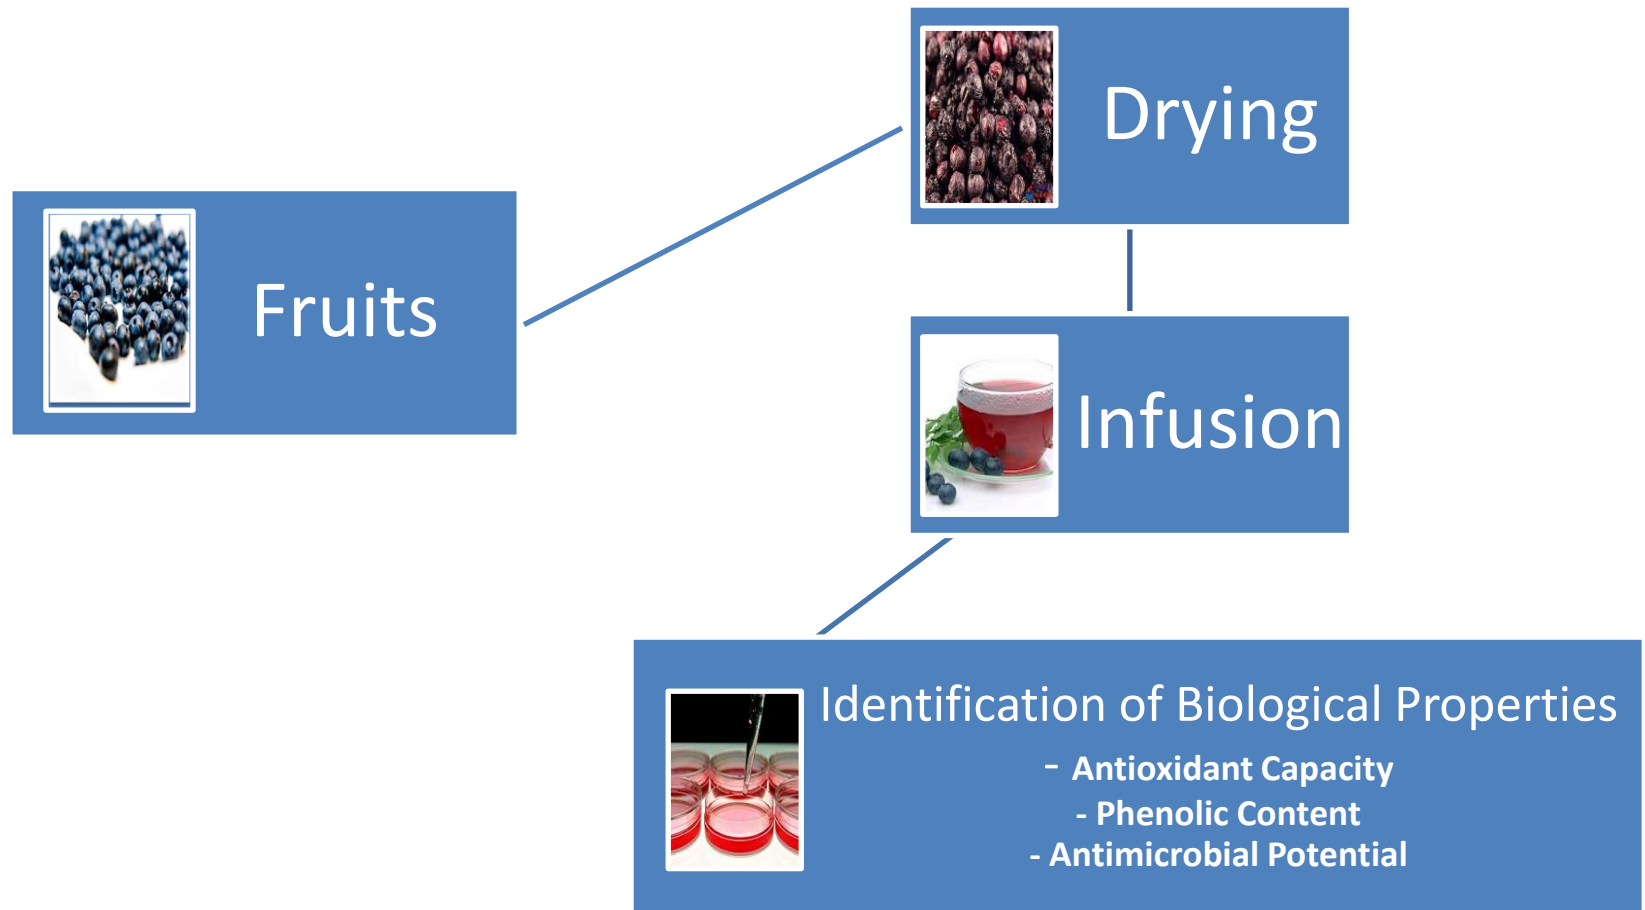 Drying
Fruits
Infusion
Identification of Biological Properties
- Antioxidant Capacity
- Phenolic Content
- Antimicrobial Potential